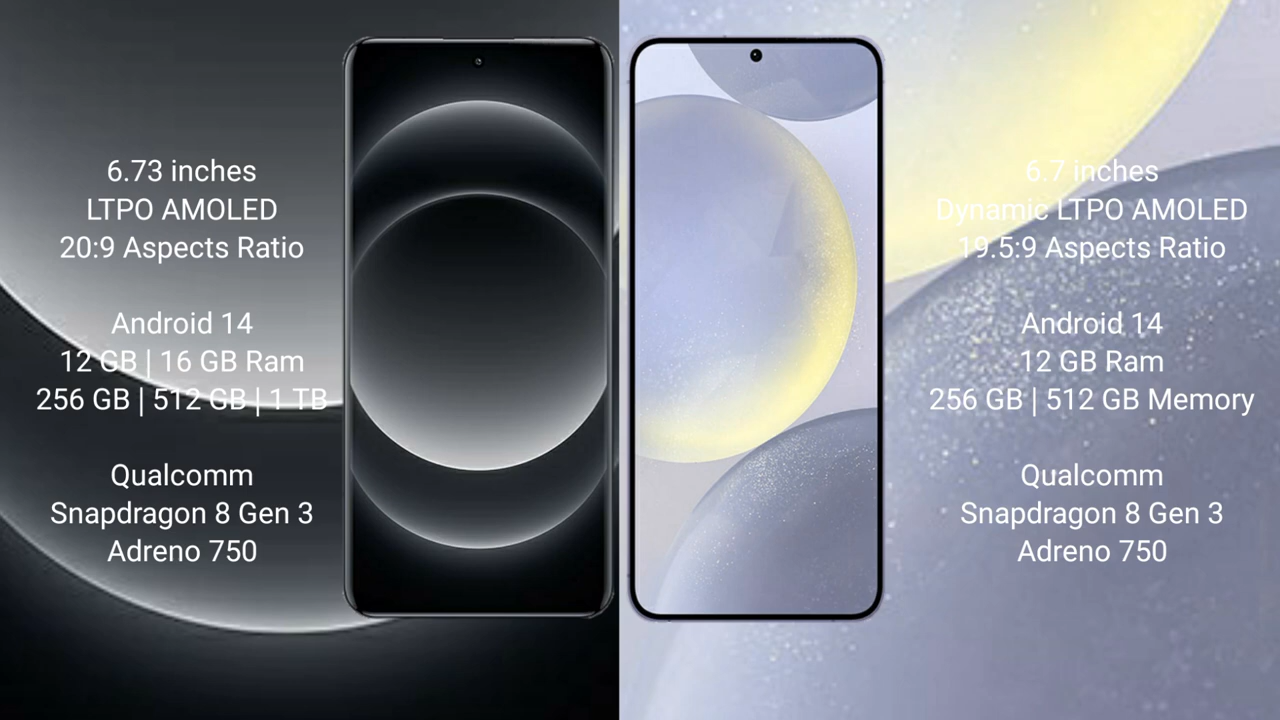 6.73 inches
LTPO AMOLED
20:9 Aspects Ratio
Android 14
12 GB | 16 GB Ram
256 GB | 512 GB | 1 TB
Qualcomm
Snapdragon 8 Gen 3
Adreno 750
6.7 inches
Dynamic LTPO AMOLED
19.5:9 Aspects Ratio
Android 14
12 GB Ram
256 GB | 512 GB Memory
Qualcomm
Snapdragon 8 Gen 3
Adreno 750